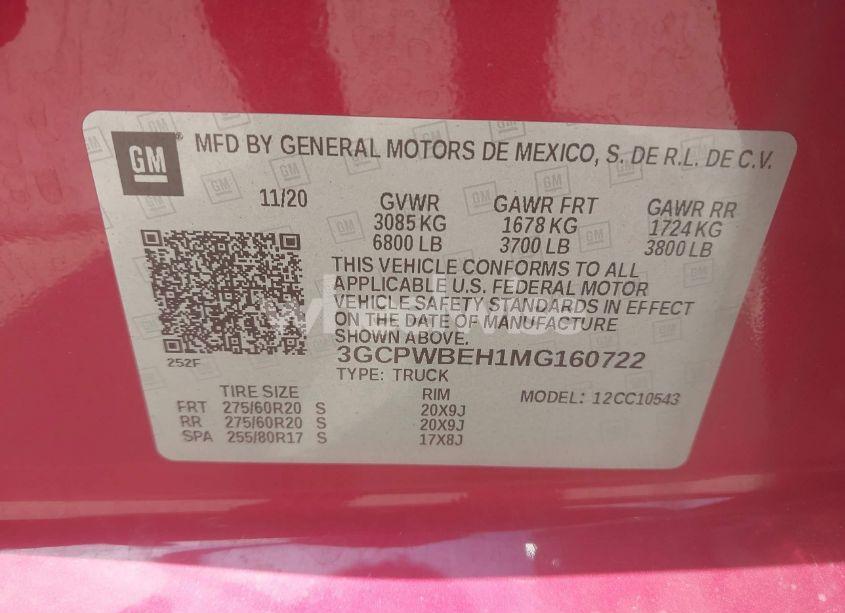 GM
MFD BY GENERAL MOTORS DE MEXICO, S. DE R.L. DE C.V.
11/20 GVWR GAWR FRT GAWR RR
3085 KG 1678 KG 1724 KG
6800 LB 3700 LB 3800 LB
THIS VEHICLE CONFORMS TO ALL
APPLICABLE U.S. FEDERAL MOTOR
VEHICLE SAFETY STANDARDS IN EFFECT
ON THE DATE OF MANUFACTURE
SHOWN ABOVE.
252F
3GCPWBEH1MG160722
TYPE: TRUCK
TIRE SIZE RIM MODEL: 12CC10543
FRT 275/60R20 S 20X9J
RR 275/60R20 S 20X9J
SPA 255/80R17 S 17X8J